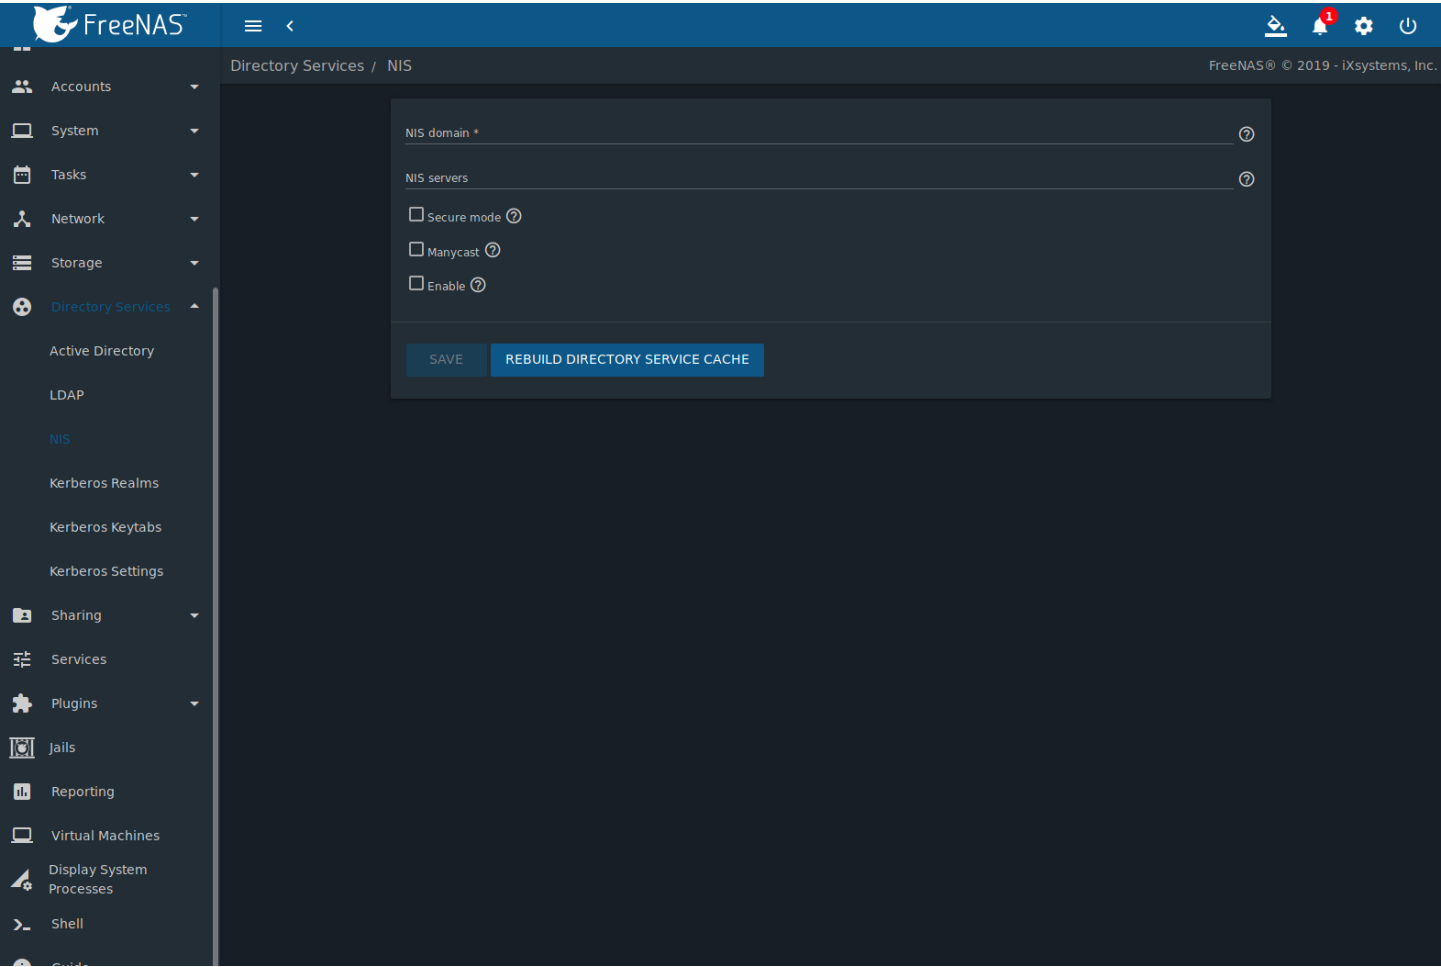 FreeNAS™
1
Directory Services / NIS
FreeNAS® © 2019 - iXsystems, Inc.
Accounts
System
Tasks
Network
Storage
Directory Services
Active Directory
LDAP
NIS
Kerberos Realms
Kerberos Keytabs
Kerberos Settings
Sharing
Services
Plugins
Jails
Reporting
Virtual Machines
Display System
Processes
Shell
Guide
NIS domain *
NIS servers
Secure mode
Manycast
Enable
SAVE
REBUILD DIRECTORY SERVICE CACHE